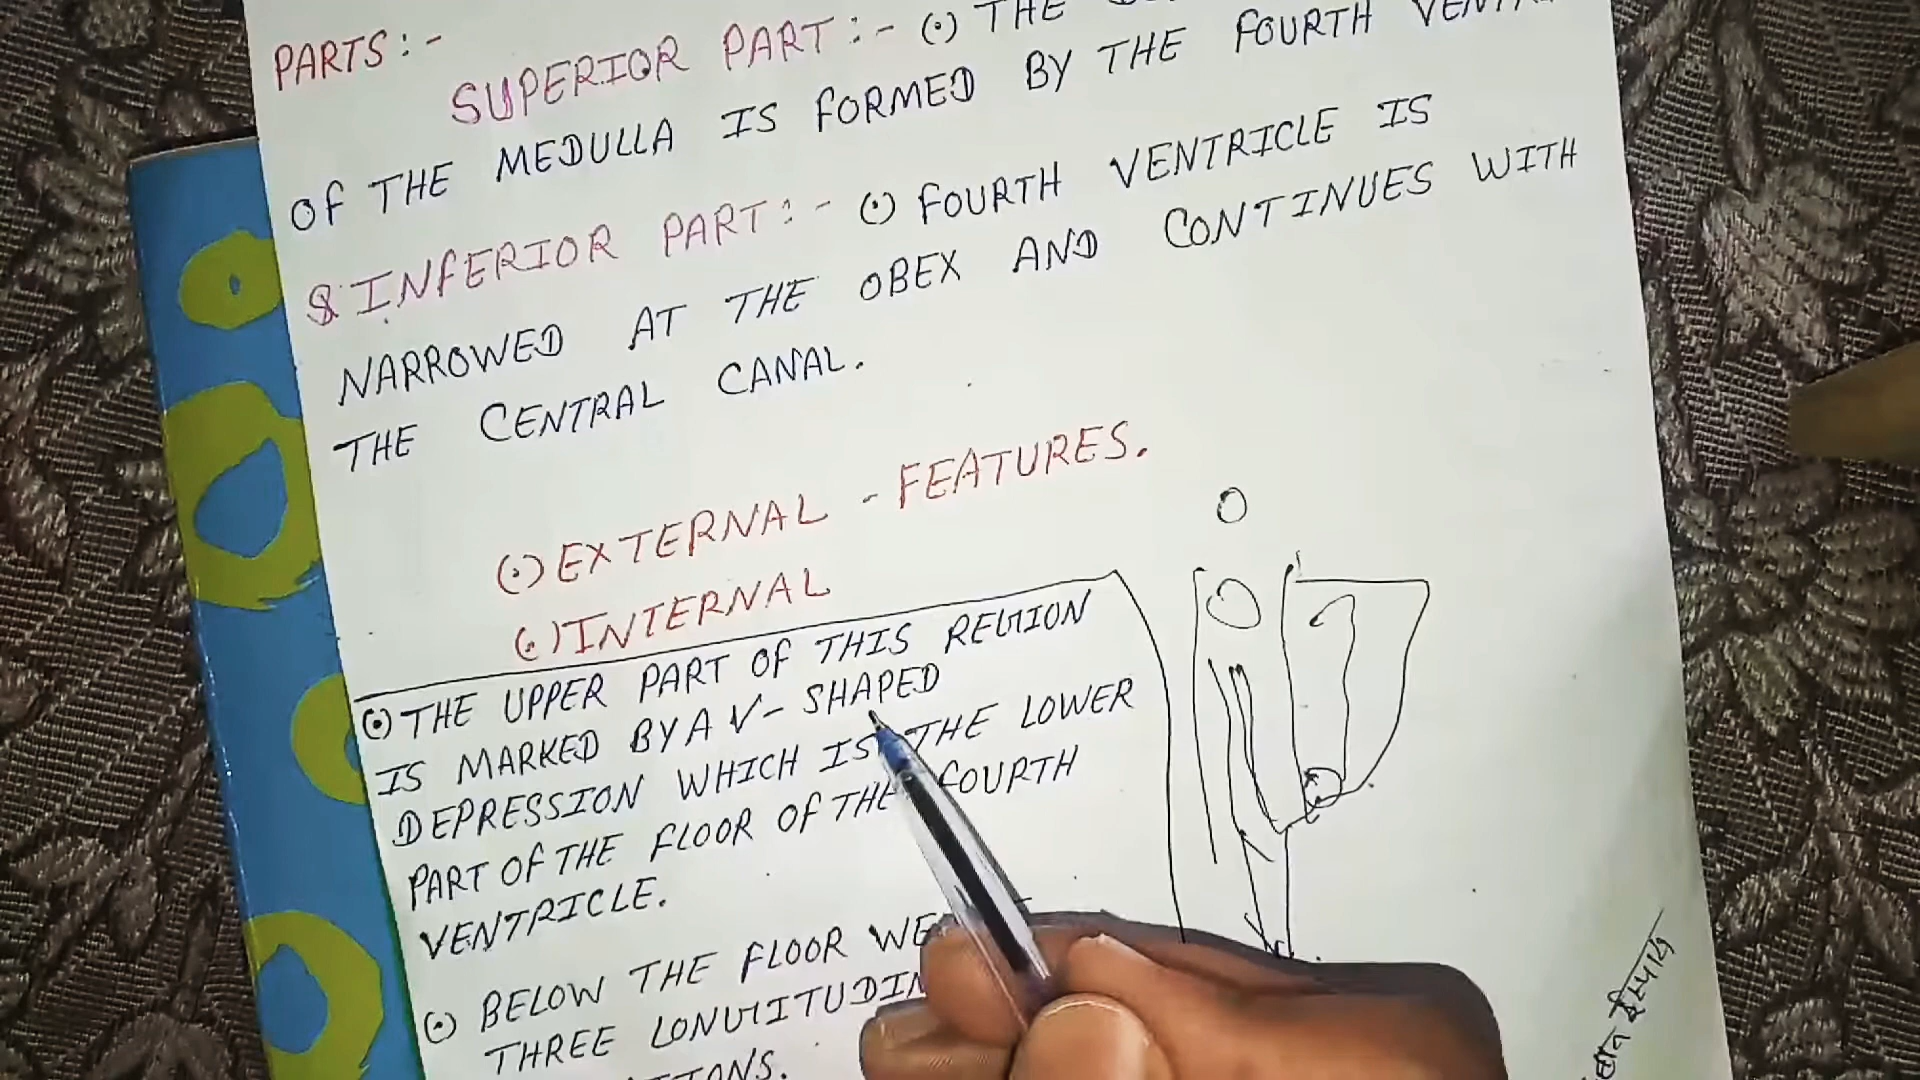 PARTS:-
SUPERIOR PART:- (•) THE
OF THE MEDULLA IS FORMED BY THE FOURTH
& INFERIOR PART:- (•) FOURTH VENTRICLE IS
NARROWED AT THE OBEX AND CONTINUES WITH
THE CENTRAL CANAL.
(•) EXTERNAL - FEATURES.
(•) INTERNAL
(•) THE UPPER PART OF THIS REGION
IS MARKED BY A V- SHAPED
DEPRESSION WHICH IS THE LOWER
PART OF THE FLOOR OF THE FOURTH
VENTRICLE.
(•) BELOW THE FLOOR WE
THREE